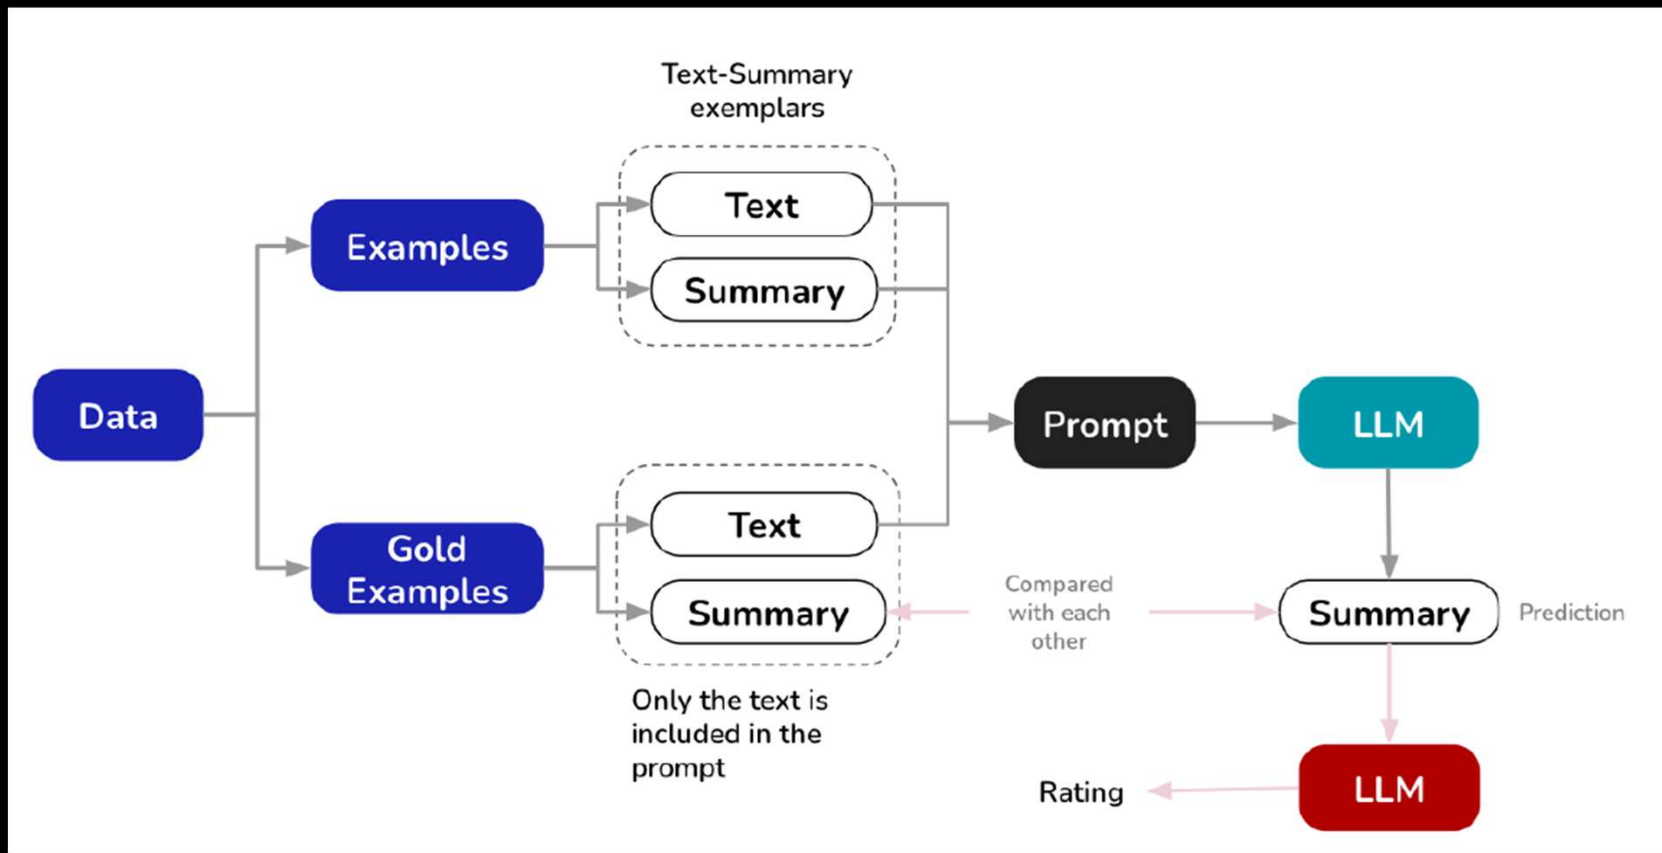 Text-Summary
exemplars
Text
Examples
Summary
Data
Prompt
LLM
Text
Gold
Examples
Summary
Compared
with each
other
Summary
Prediction
Only the text is
included in the
prompt
Rating
LLM